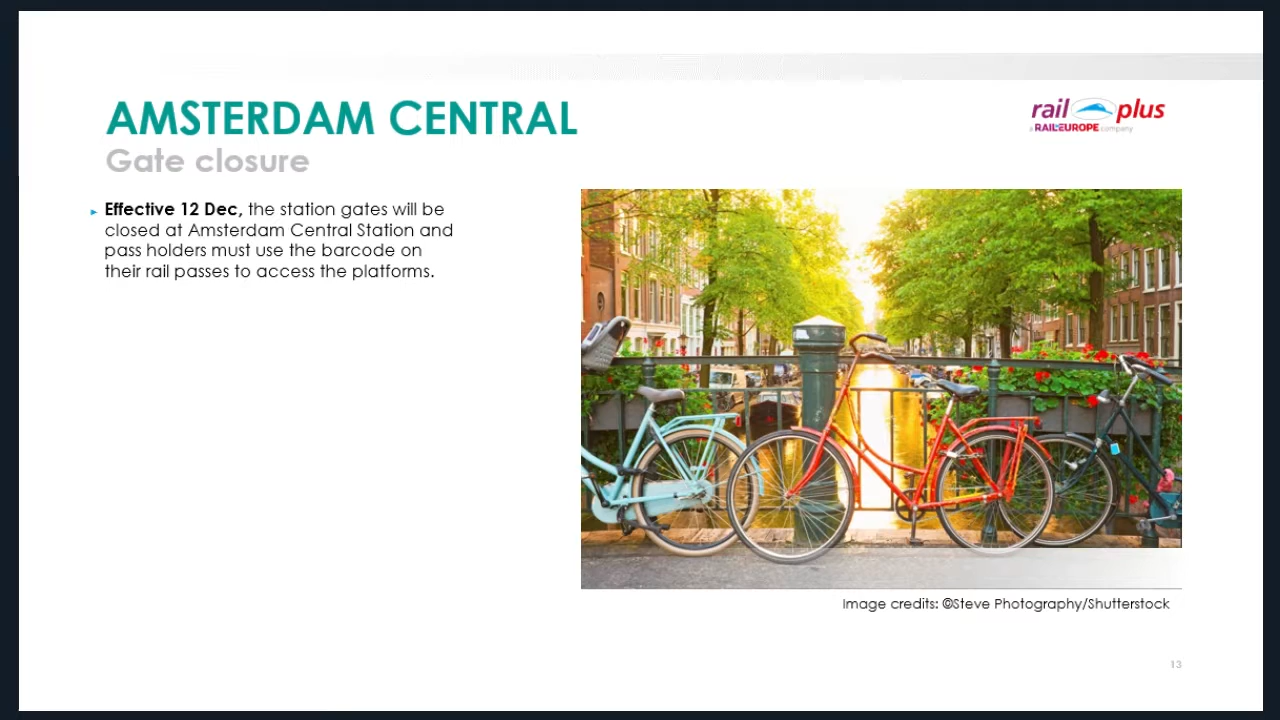 AMSTERDAM CENTRAL
Gate closure
rail plus
a RAIL EUROPE company
► Effective 12 Dec, the station gates will be
closed at Amsterdam Central Station and
pass holders must use the barcode on
their rail passes to access the platforms.
Image credits: ©Steve Photography/Shutterstock
13